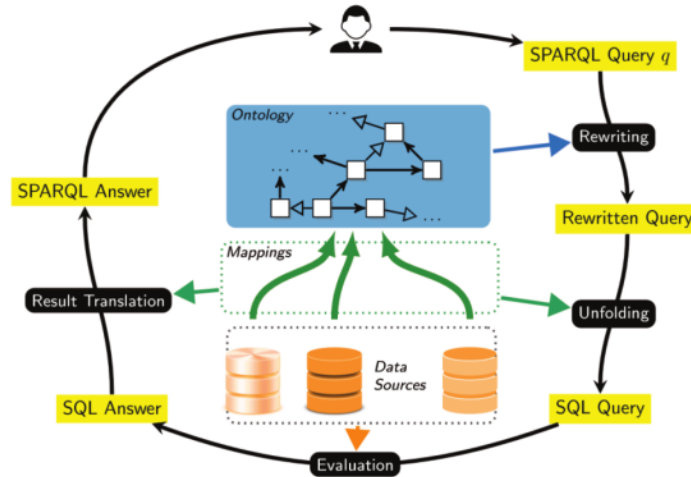 SPARQL Query q
Ontology
...
...
...
...
...
Rewriting
SPARQL Answer
Rewritten Query
Mappings
Result Translation
Unfolding
Data
Sources
SQL Answer
SQL Query
Evaluation